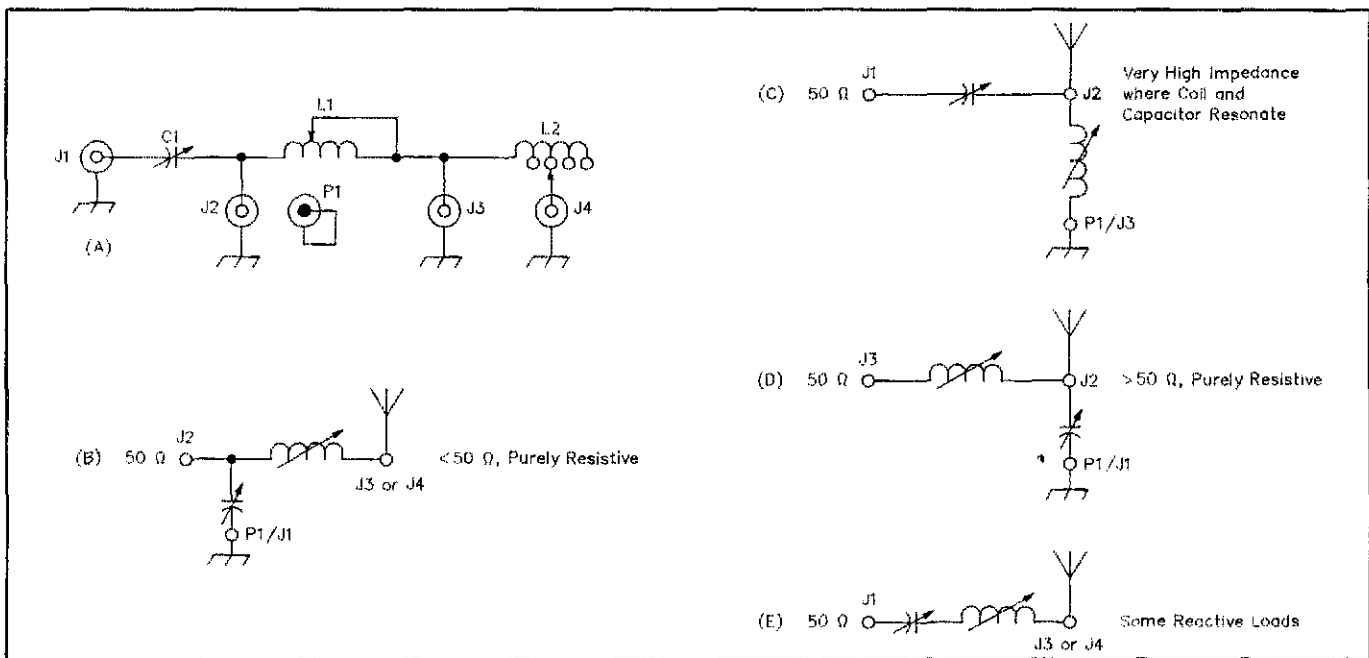 J1
C1
L1
L2
J2
P1
J3
J4
(A)
(B) 50 Ω
J2
<50 Ω, Purely Resistive
J3 or J4
P1/J1
(C) 50 Ω
J1
J2
Very High Impedance
where Coil and
Capacitor Resonate
P1/J3
(D) 50 Ω
J3
J2
>50 Ω, Purely Resistive
P1/J1
(E) 50 Ω
J1
Some Reactive Loads
J3 or J4